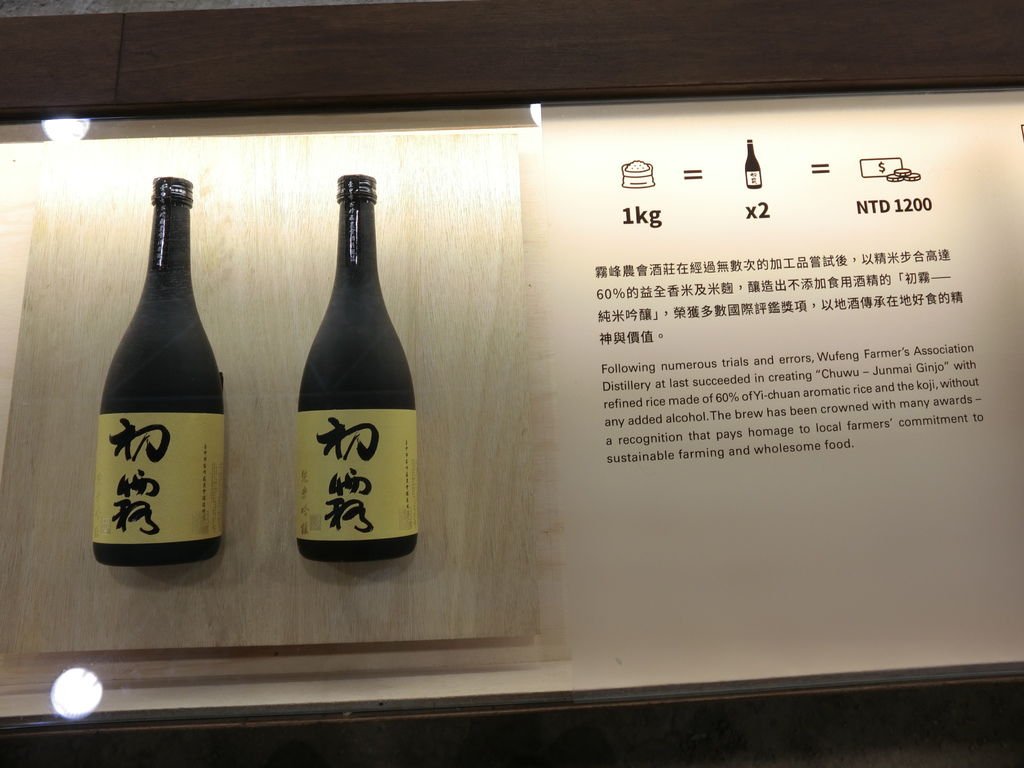 初霧
初霧
純米吟釀
= =
$
初霧
1kg x2 NTD 1200
霧峰農會酒莊在經過無數次的加工品嘗試後，以精米步合高達
60%的益全香米及米麴，釀造出不添加食用酒精的「初霧——
純米吟釀」，榮獲多數國際評鑑獎項，以地酒傳承在地好食的精
神與價值。
Following numerous trials and errors, Wufeng Farmer's Association
Distillery at last succeeded in creating “Chuwu – Junmai Ginjo” with
refined rice made of 60% of Yi-chuan aromatic rice and the koji, without
any added alcohol. The brew has been crowned with many awards –
a recognition that pays homage to local farmers' commitment to
sustainable farming and wholesome food.